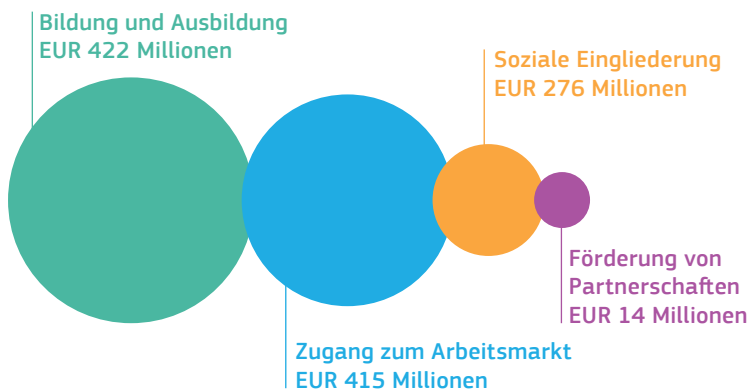 Bildung und Ausbildung
EUR 422 Millionen
Soziale Eingliederung
EUR 276 Millionen
Förderung von
Partnerschaften
EUR 14 Millionen
Zugang zum Arbeitsmarkt
EUR 415 Millionen